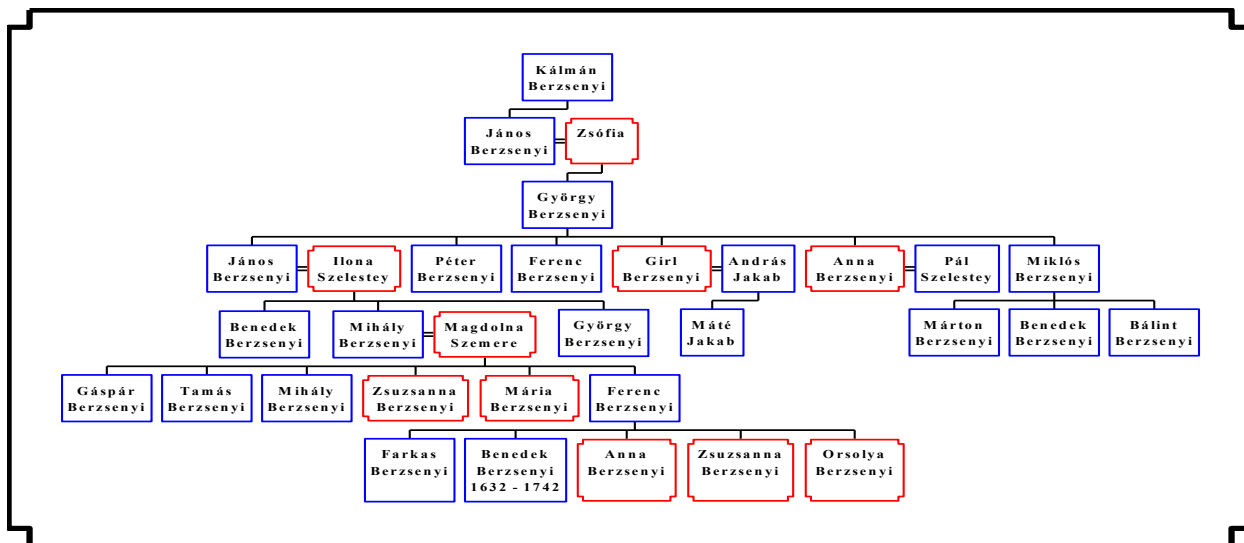 Kálmán
Berzsenyi
János
Berzsenyi
Zsófia
György
Berzsenyi
János
Berzsenyi
Ilona
Szelestey
Péter
Berzsenyi
Ferenc
Berzsenyi
Girl
Berzsenyi
András
Jakab
Anna
Berzsenyi
Pál
Szelestey
Miklós
Berzsenyi
Benedek
Berzsenyi
Mihály
Berzsenyi
Magdolna
Szemere
György
Berzsenyi
Máté
Jakab
Márton
Berzsenyi
Benedek
Berzsenyi
Bálint
Berzsenyi
Gáspár
Berzsenyi
Tamás
Berzsenyi
Mihály
Berzsenyi
Zsuzsanna
Berzsenyi
Mária
Berzsenyi
Ferenc
Berzsenyi
Farkas
Berzsenyi
Benedek
Berzsenyi
1632 - 1742
Anna
Berzsenyi
Zsuzsanna
Berzsenyi
Orsolya
Berzsenyi